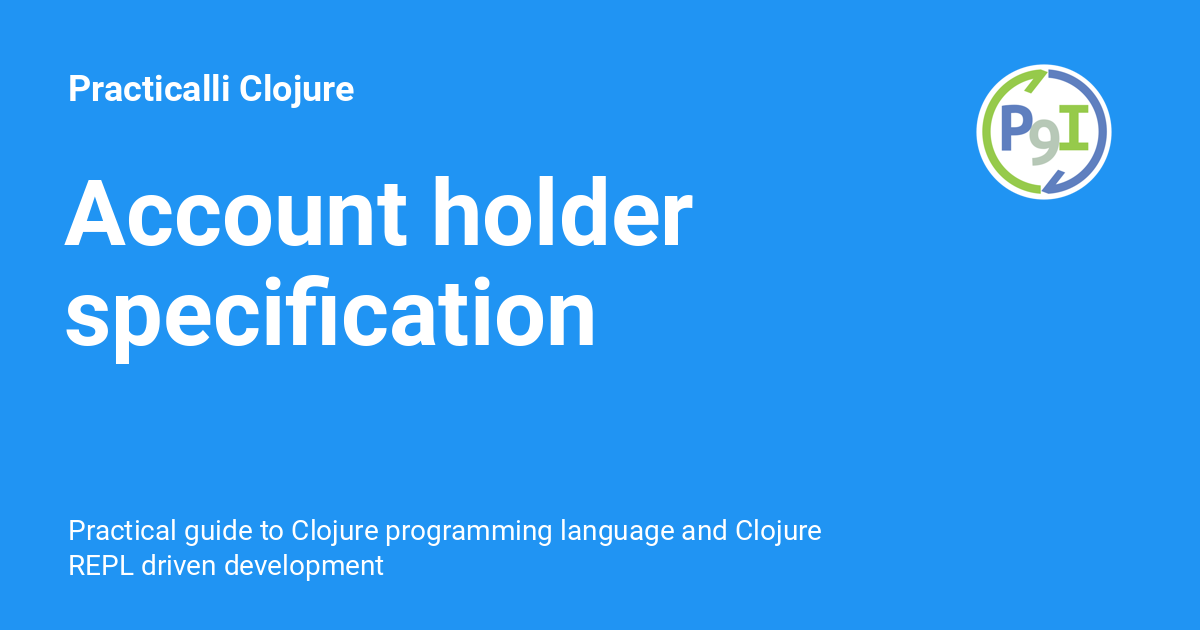 Practicalli Clojure
P9I
Account holder
specification
Practical guide to Clojure programming language and Clojure
REPL driven development